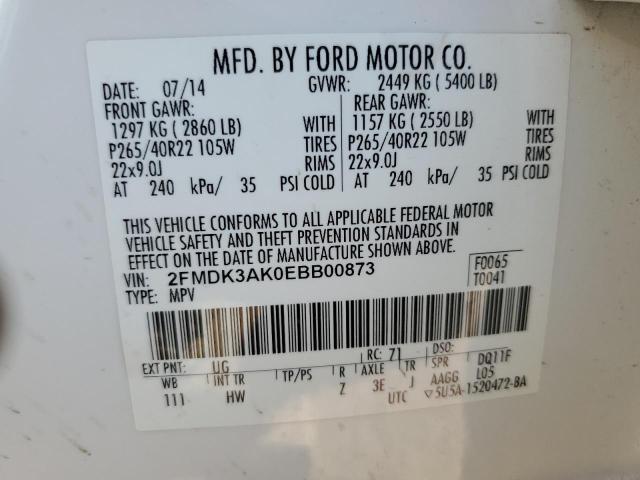 MFD. BY FORD MOTOR CO.
DATE: 07/14 GVWR: 2449 KG ( 5400 LB)
FRONT GAWR: REAR GAWR:
1297 KG ( 2860 LB) WITH 1157 KG ( 2550 LB) WITH
P265/40R22 105W TIRES P265/40R22 105W TIRES
22x9.0J RIMS 22x9.0J RIMS
AT 240 kPa/ 35 PSI COLD AT 240 kPa/ 35 PSI COLD
THIS VEHICLE CONFORMS TO ALL APPLICABLE FEDERAL MOTOR
VEHICLE SAFETY AND THEFT PREVENTION STANDARDS IN
EFFECT ON THE DATE OF MANUFACTURE SHOWN ABOVE.
VIN: 2FMDK3AK0EBB00873 F0065
TYPE: MPV T0041
EXT PNT: UG RC: 71 DSO:
WB INT TR TP/PS R AXLE TR SPR DQ11F
111 HW Z 3E J AAGG L05
UTC ▽5U5A-1520472-BA